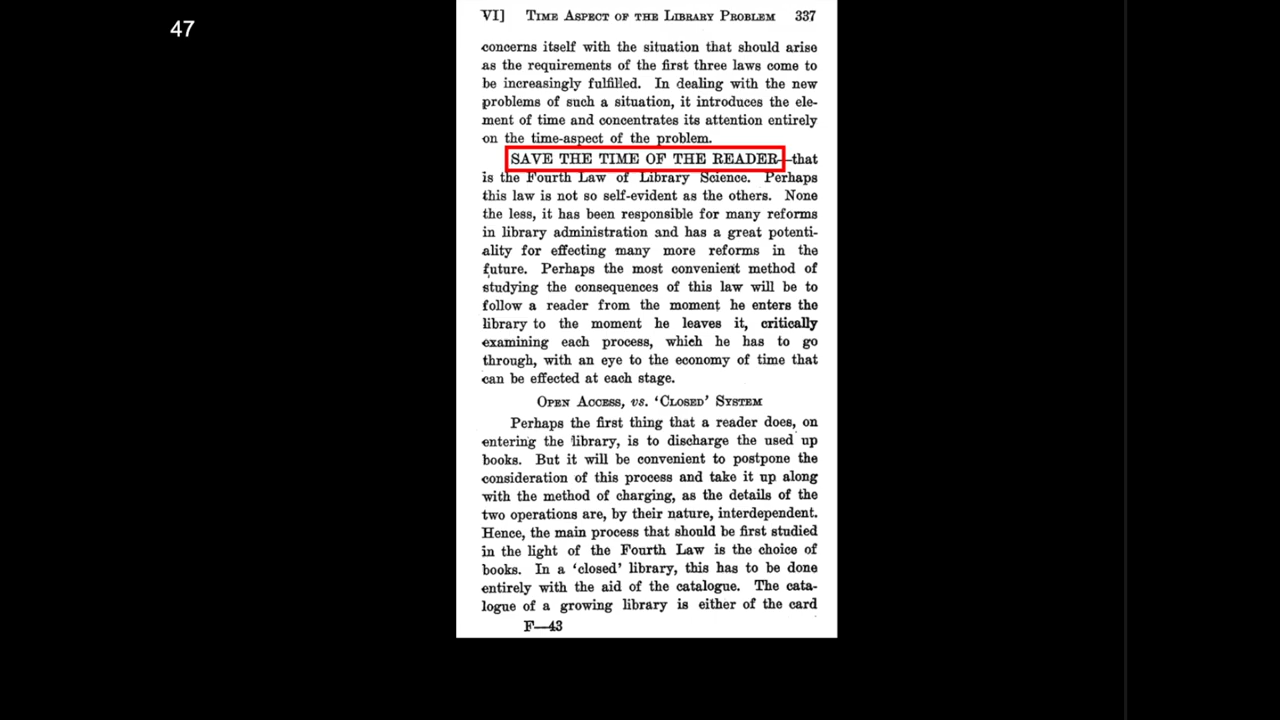 47
VI] TIME ASPECT OF THE LIBRARY PROBLEM 337
concerns itself with the situation that should arise
as the requirements of the first three laws come to
be increasingly fulfilled. In dealing with the new
problems of such a situation, it introduces the ele-
ment of time and concentrates its attention entirely
on the time-aspect of the problem.
SAVE THE TIME OF THE READER—that
is the Fourth Law of Library Science. Perhaps
this law is not so self-evident as the others. None
the less, it has been responsible for many reforms
in library administration and has a great potenti-
ality for effecting many more reforms in the
future. Perhaps the most convenient method of
studying the consequences of this law will be to
follow a reader from the moment he enters the
library to the moment he leaves it, critically
examining each process, which he has to go
through, with an eye to the economy of time that
can be effected at each stage.
OPEN ACCESS, vs. ‘CLOSED’ SYSTEM
Perhaps the first thing that a reader does, on
entering the library, is to discharge the used up
books. But it will be convenient to postpone the
consideration of this process and take it up along
with the method of charging, as the details of the
two operations are, by their nature, interdependent.
Hence, the main process that should be first studied
in the light of the Fourth Law is the choice of
books. In a ‘closed’ library, this has to be done
entirely with the aid of the catalogue. The cata-
logue of a growing library is either of the card
F—43